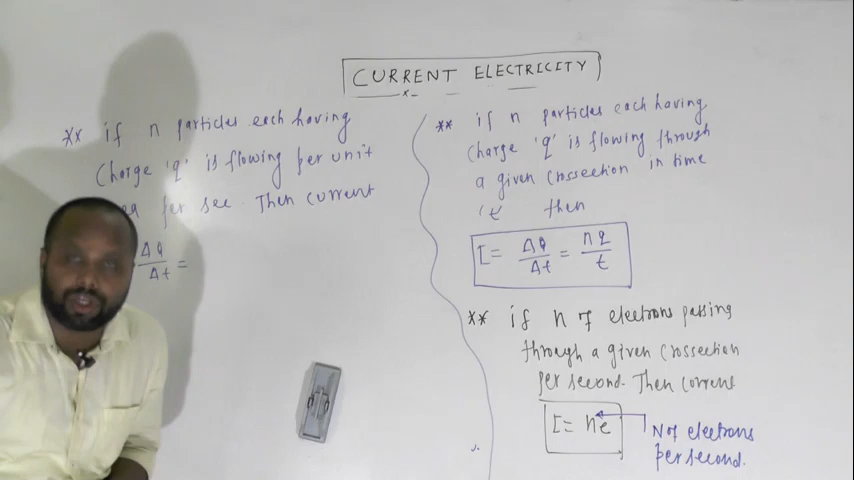 CURRENT ELECTRICITY
** if n particles each having
charge 'q' is flowing per unit
per sec. Then current
ΔQ/Δt =
** if n particles each having
charge 'q' is flowing through
a given crossection in time
't' then
I = ΔQ/Δt = nq/t
** if n of electrons passing
through a given crossection
per second. Then current
I = ne
N of electrons
per second.